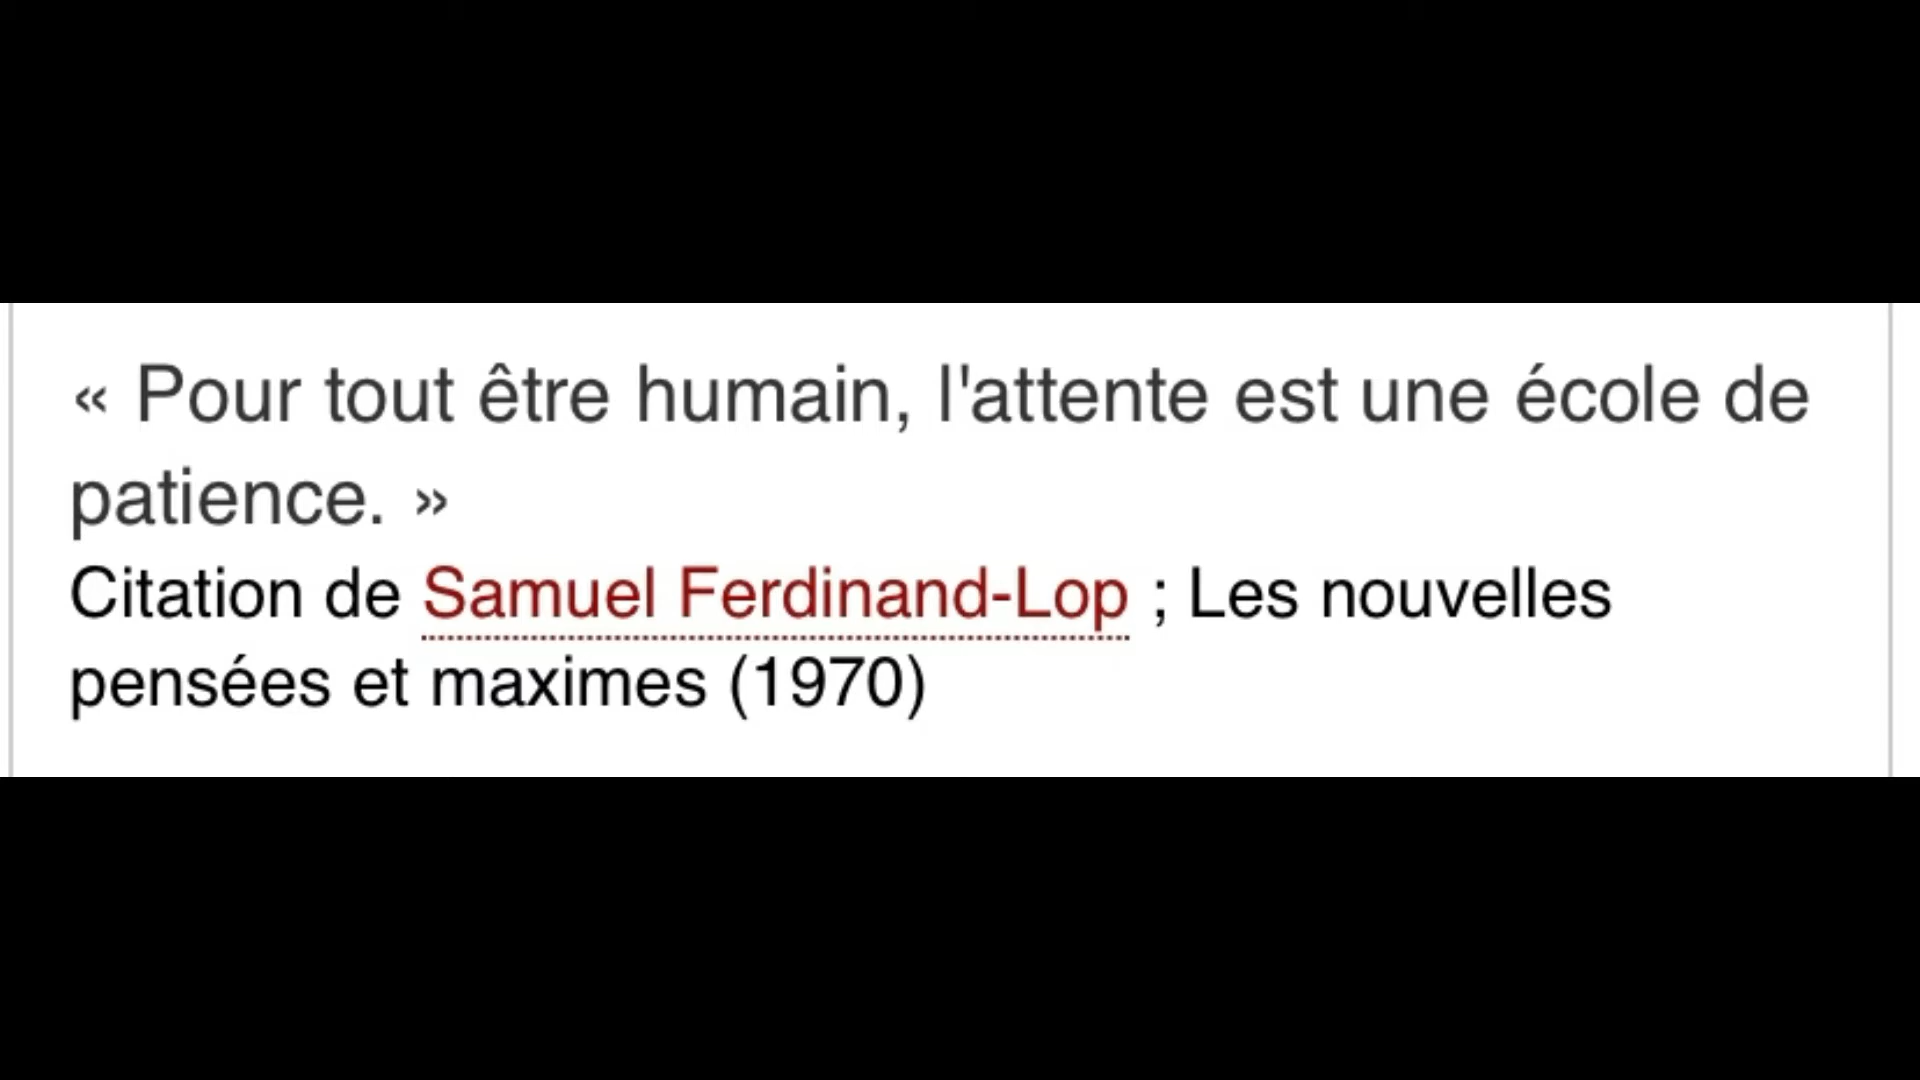 « Pour tout être humain, l'attente est une école de
patience. »
Citation de Samuel Ferdinand-Lop ; Les nouvelles
pensées et maximes (1970)